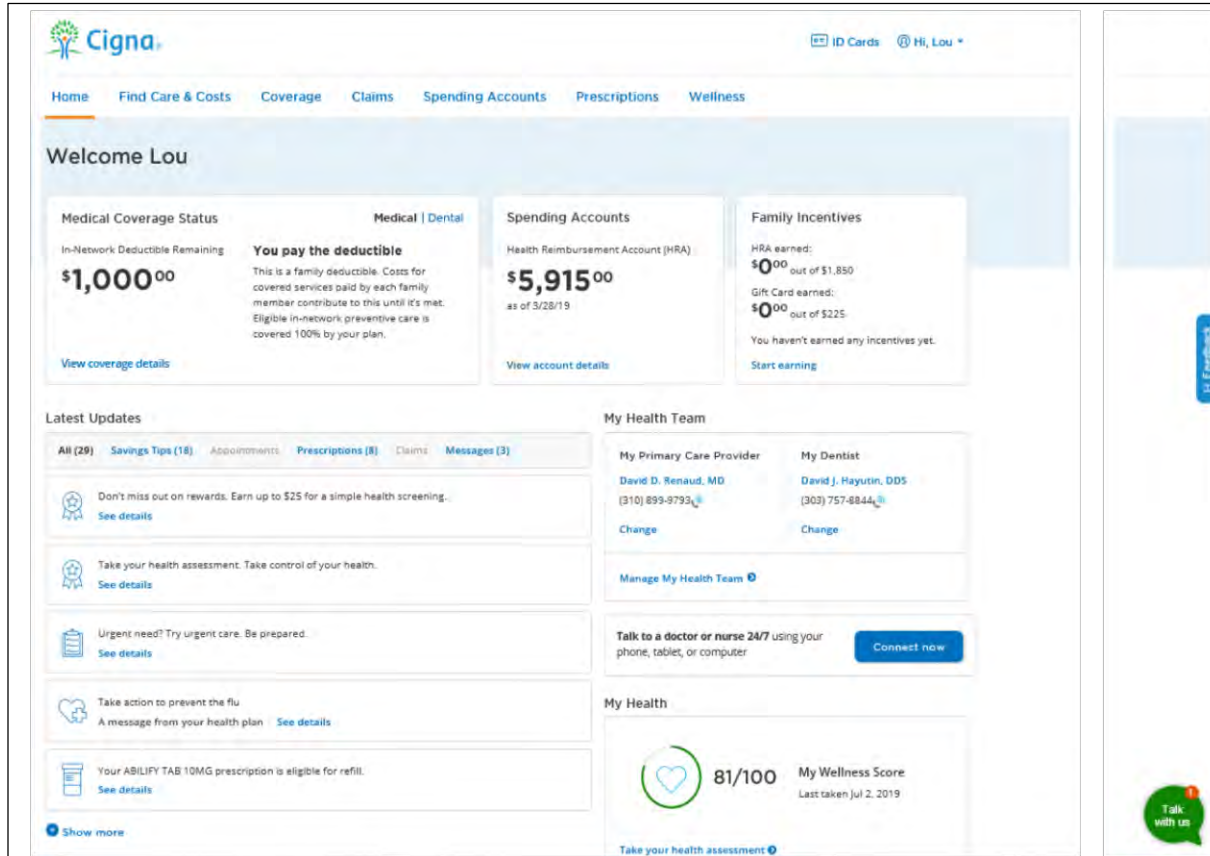 Cigna®
ID Cards Hi, Lou
Home Find Care & Costs Coverage Claims Spending Accounts Prescriptions Wellness
Welcome Lou
Medical Coverage Status Medical | Dental
In-Network Deductible Remaining
$1,00000
You pay the deductible
This is a family deductible. Costs for
covered services paid by each family
member contribute to this until it's met.
Eligible in-network preventive care is
covered 100% by your plan.
View coverage details
Spending Accounts
Health Reimbursement Account (HRA)
$5,91500
as of 3/28/19
View account details
Family Incentives
HRA earned:
$000 out of $1,850
Gift Card earned:
$000 out of $225
You haven't earned any incentives yet.
Start earning
Latest Updates
All (29) Savings Tips (18) Appointments Prescriptions (8) Claims Messages (3)
Don't miss out on rewards. Earn up to $25 for a simple health screening.
See details
Take your health assessment. Take control of your health.
See details
Urgent need? Try urgent care. Be prepared.
See details
Take action to prevent the flu
A message from your health plan See details
Your ABILIFY TAB 10MG prescription is eligible for refill.
See details
Show more
My Health Team
My Primary Care Provider
David D. Renaud, MD
(310) 899-9793
Change
My Dentist
David J. Hayutin, DDS
(303) 757-8844
Change
Manage My Health Team
Talk to a doctor or nurse 24/7 using your
phone, tablet, or computer
Connect now
My Health
81/100
My Wellness Score
Last taken Jul 2, 2019
Take your health assessment
Feedback
1
Talk
with us